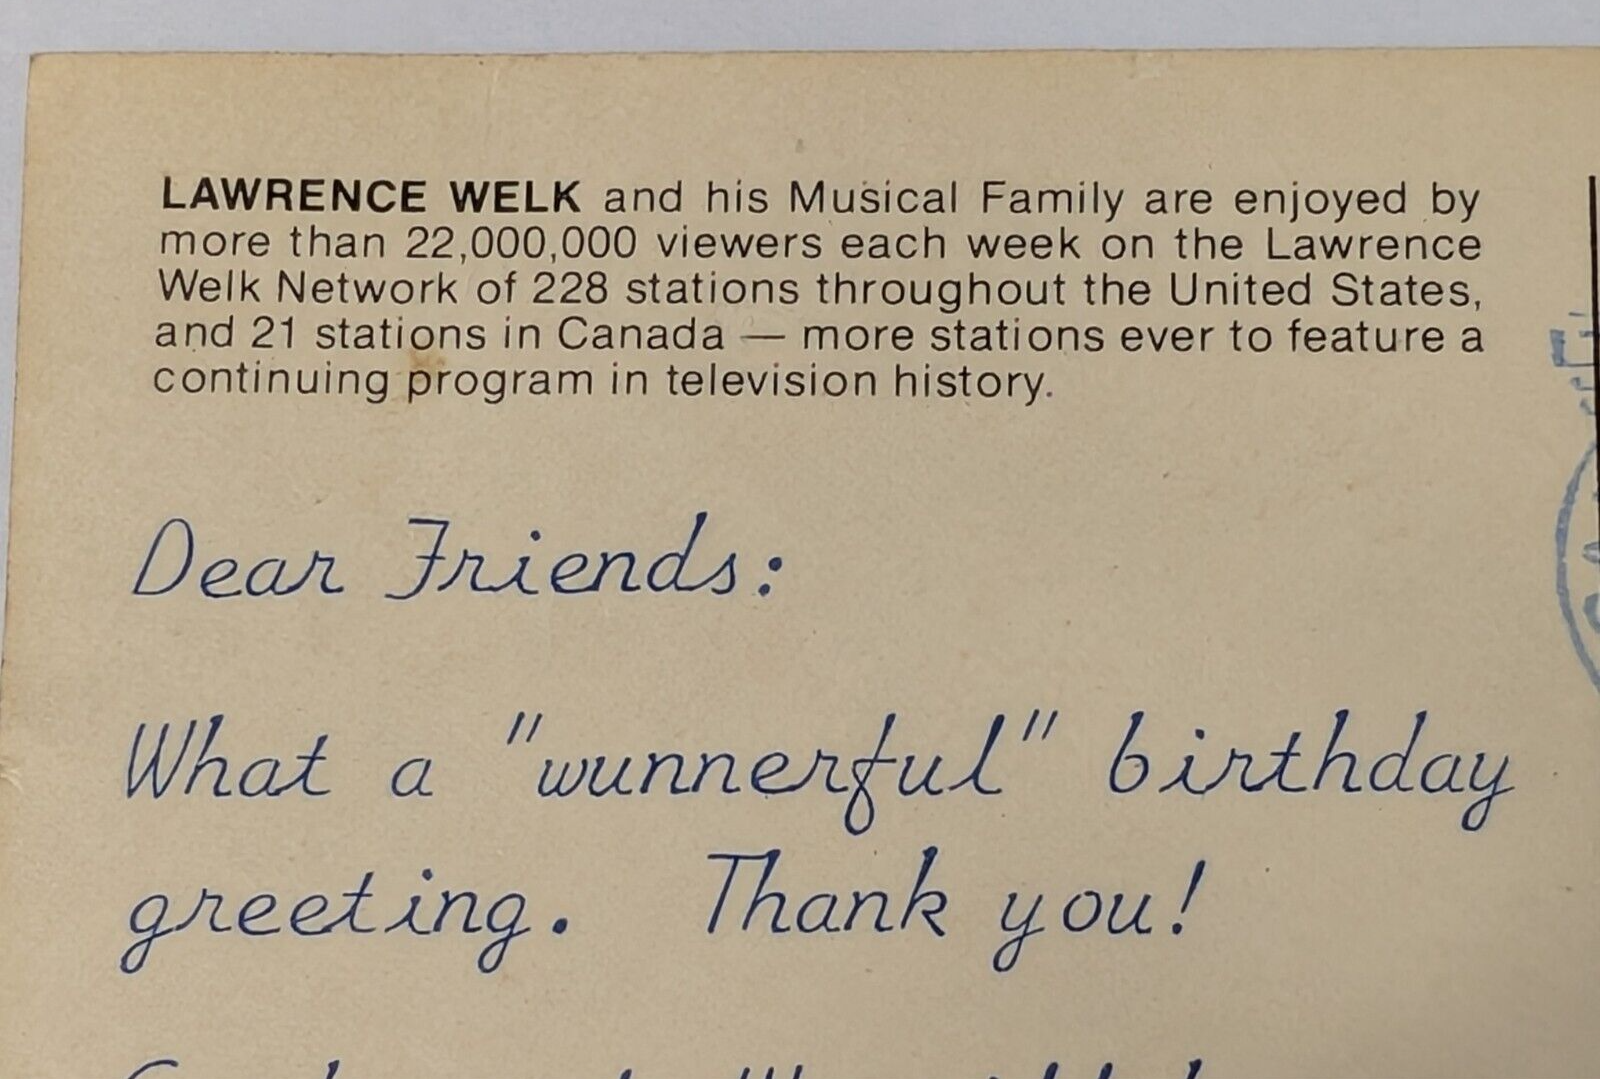 LAWRENCE WELK and his Musical Family are enjoyed by
more than 22,000,000 viewers each week on the Lawrence
Welk Network of 228 stations throughout the United States,
and 21 stations in Canada — more stations ever to feature a
continuing program in television history.
Dear Friends:
What a "wunnerful" birthday
greeting. Thank you!